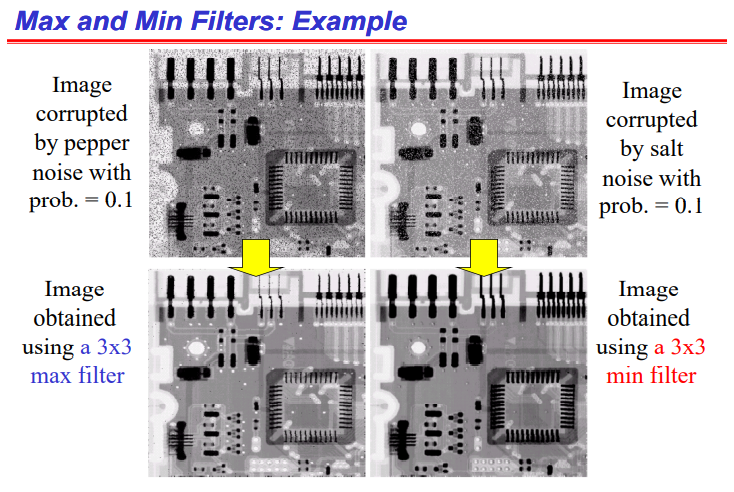 Max and Min Filters: Example
Image
corrupted
by pepper
noise with
prob. = 0.1
Image
corrupted
by salt
noise with
prob. = 0.1
Image
obtained
using a 3x3
max filter
Image
obtained
using a 3x3
min filter